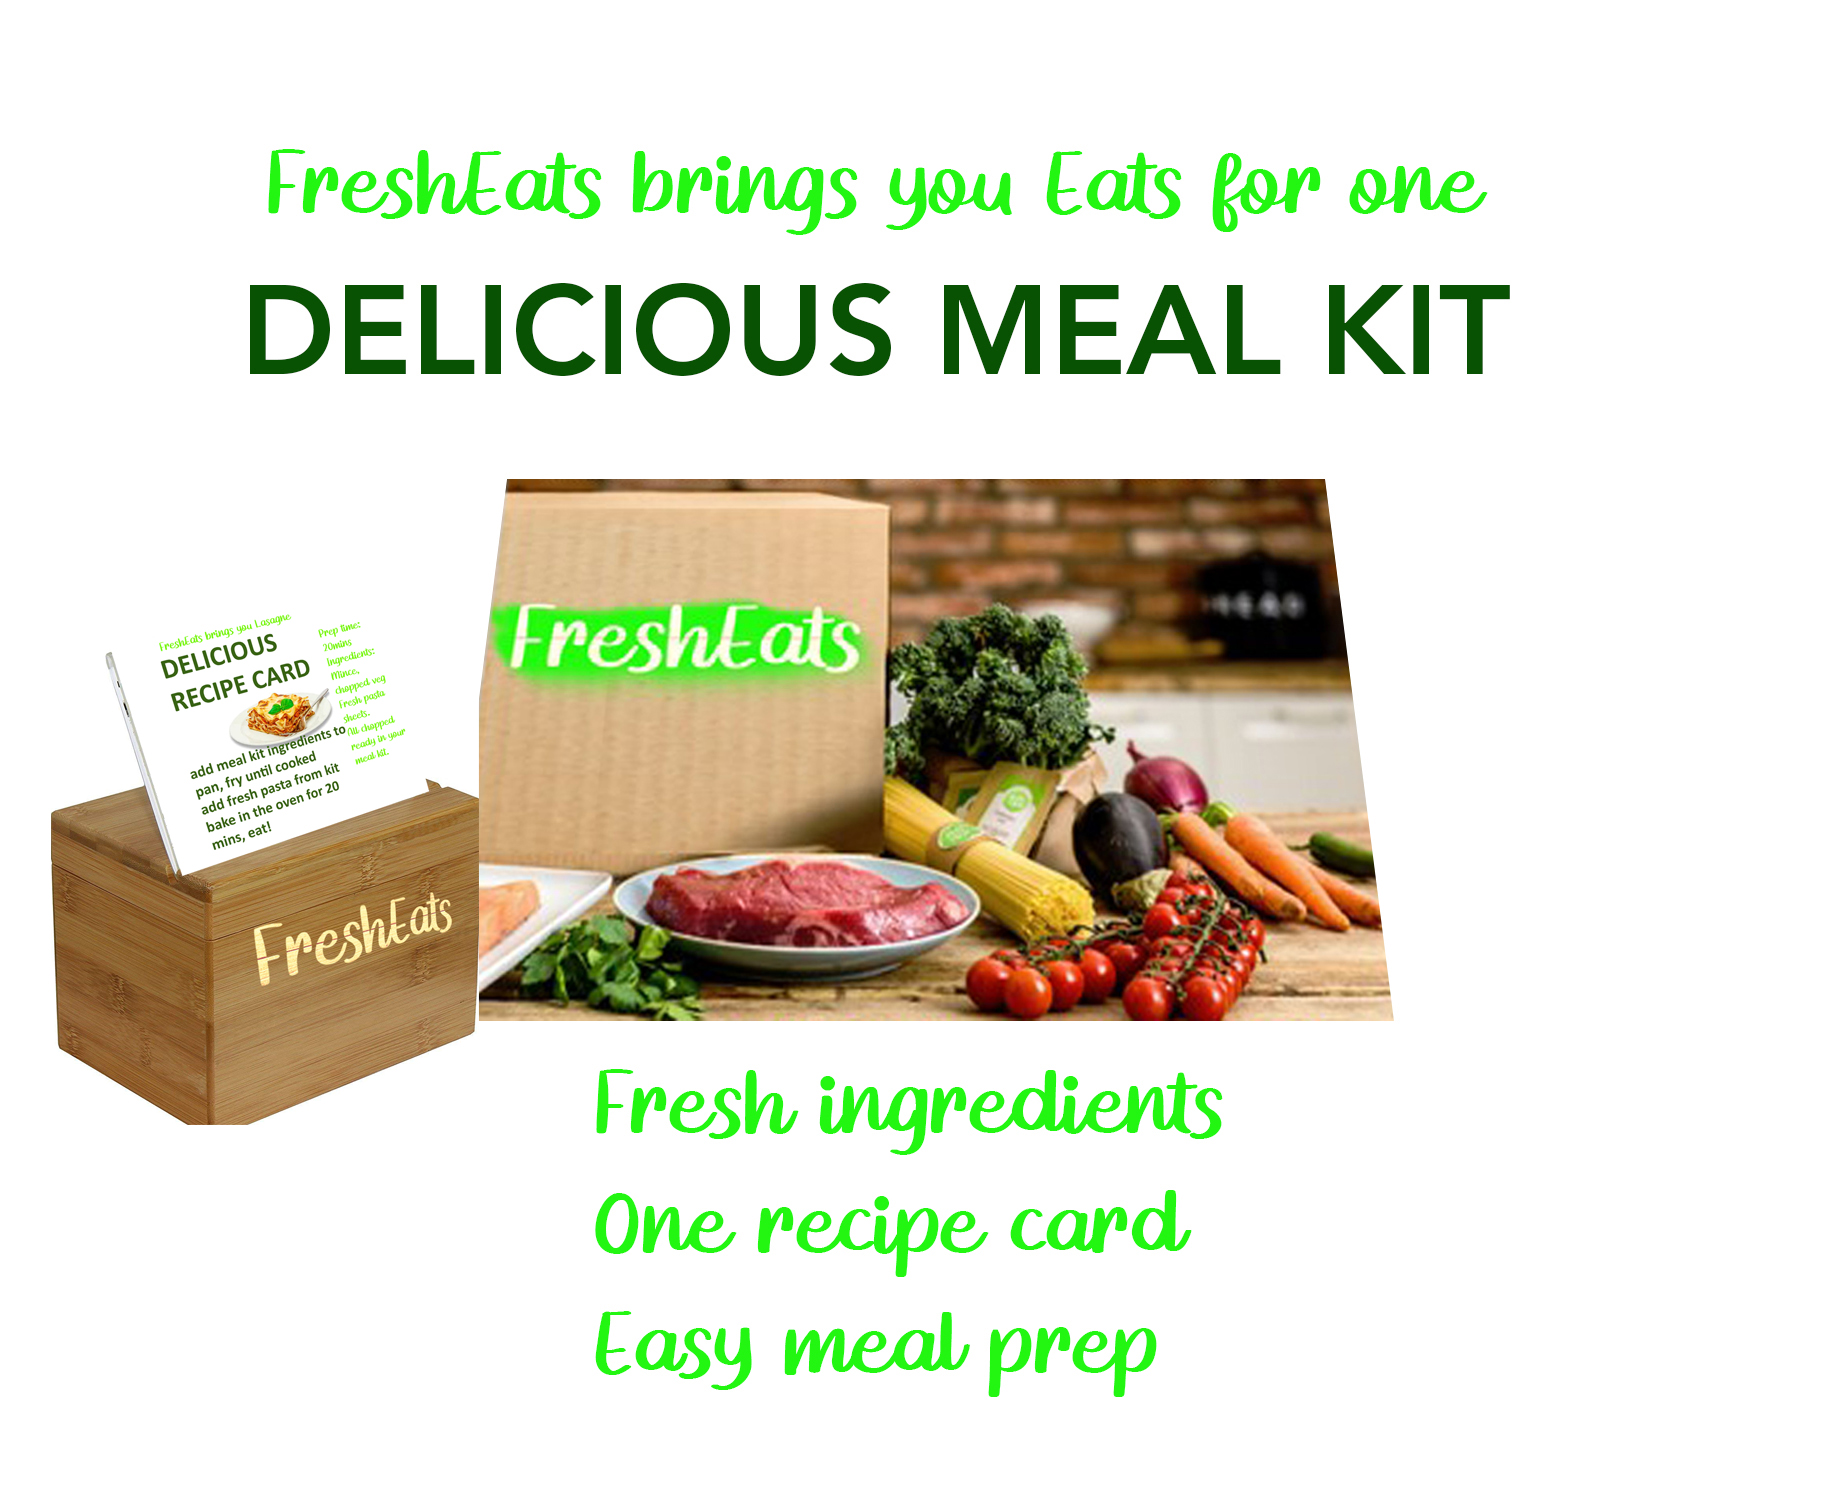 FreshEats brings you Eats for one
DELICIOUS MEAL KIT
FreshEats brings you Lasagne
DELICIOUS
RECIPE CARD
add meal kit ingredients to
pan, fry until cooked
add fresh pasta from kit
bake in the oven for 20
mins, eat!
Prep time:
20mins
Ingredients:
Mince,
chopped veg
Fresh pasta
sheets.
All chopped
ready in your
meal kit.
FreshEats
FreshEats
Fresh ingredients
One recipe card
Easy meal prep